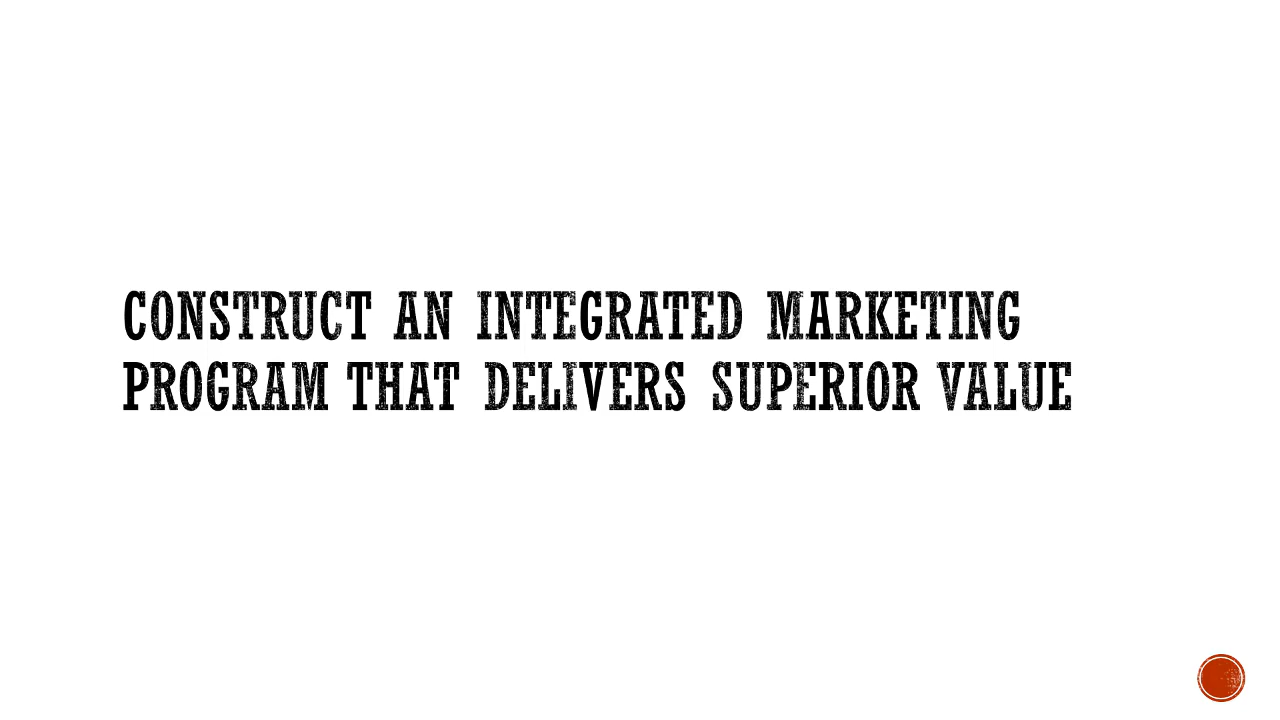 CONSTRUCT AN INTEGRATED MARKETING
PROGRAM THAT DELIVERS SUPERIOR VALUE